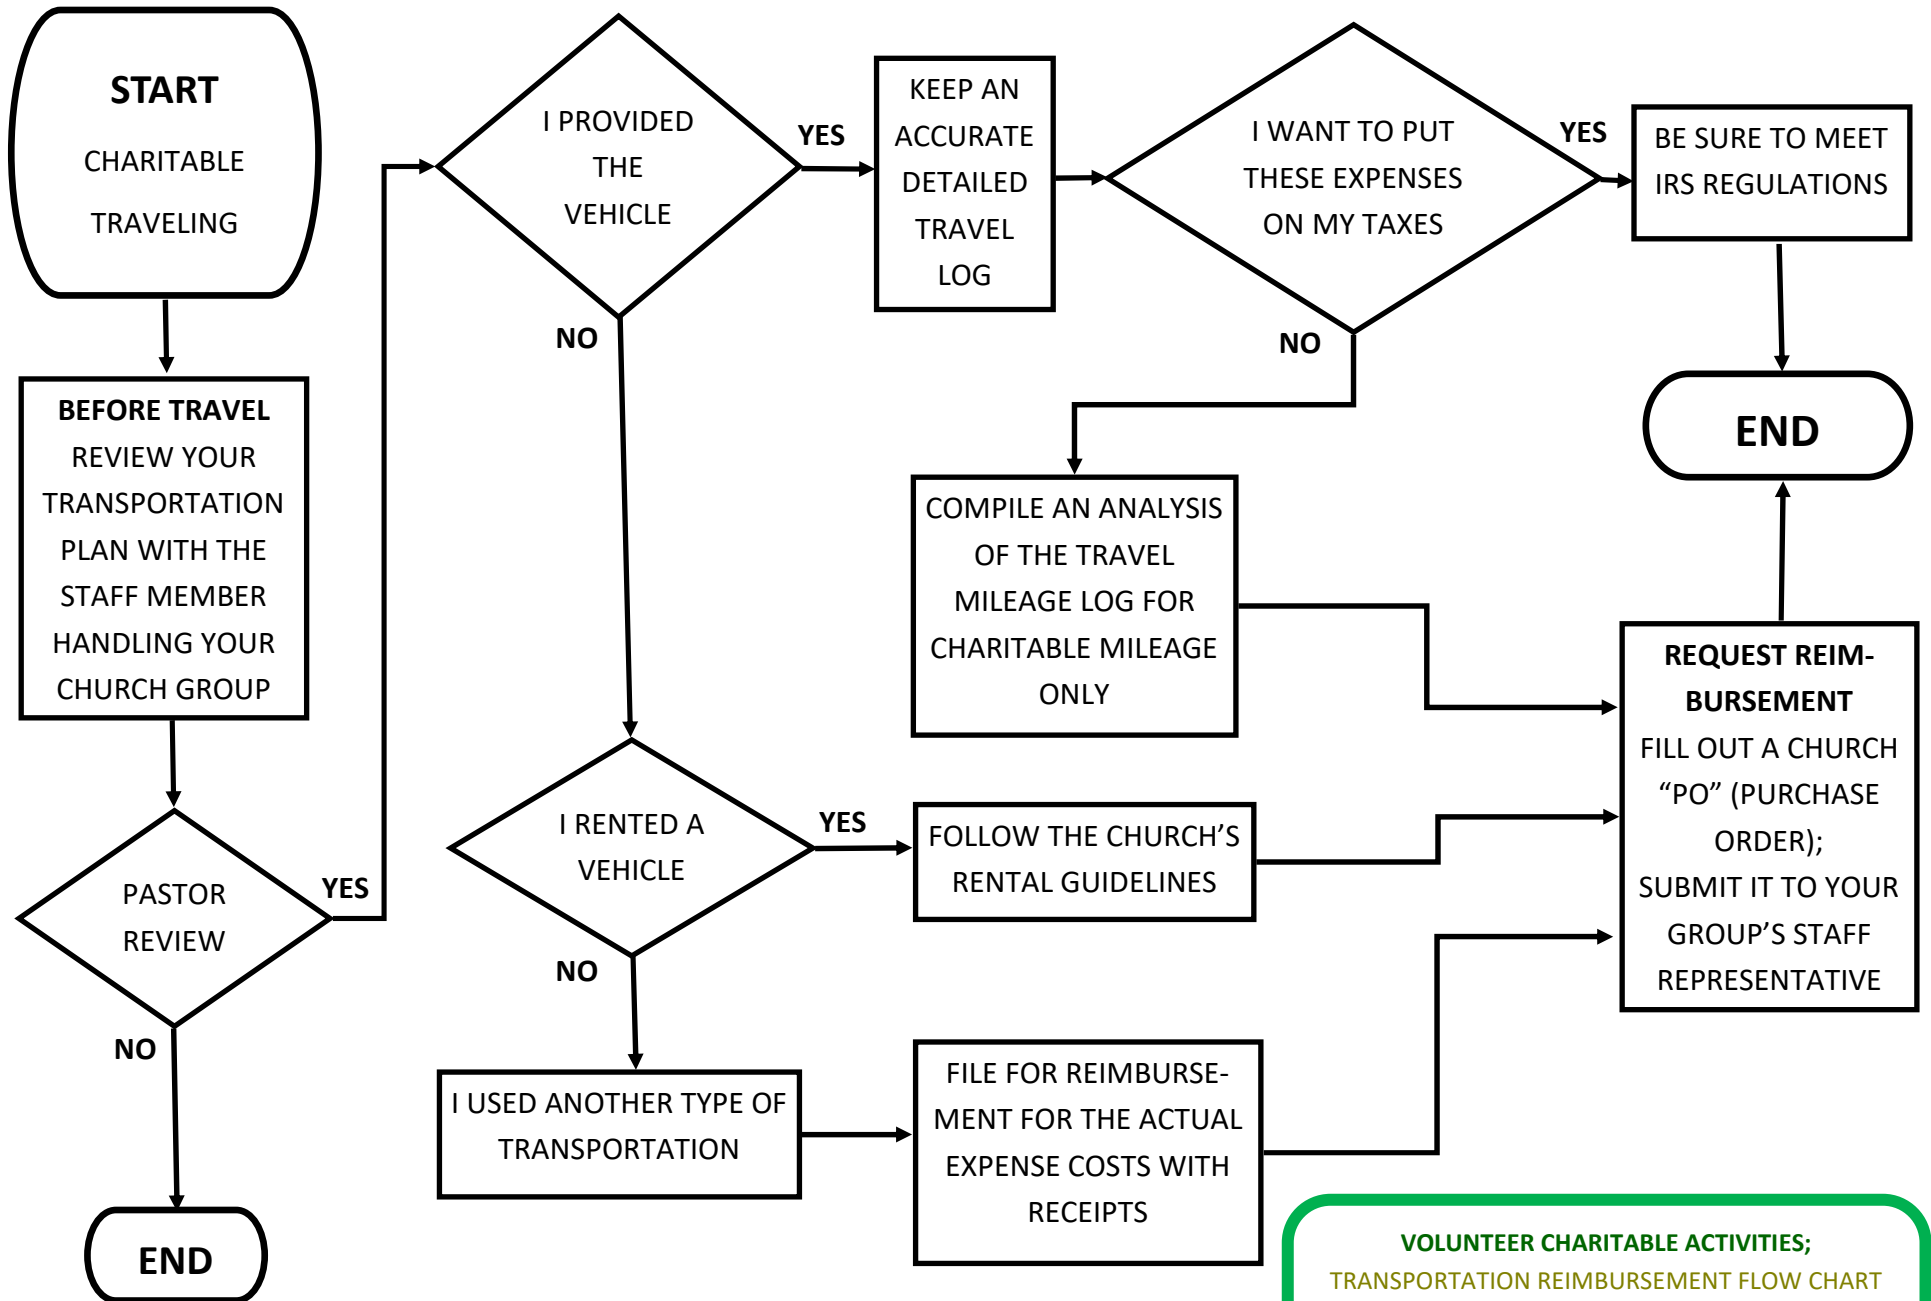 START
CHARITABLE
TRAVELING
BEFORE TRAVEL
REVIEW YOUR
TRANSPORTATION
PLAN WITH THE
STAFF MEMBER
HANDLING YOUR
CHURCH GROUP
PASTOR
REVIEW
YES
NO
END
I PROVIDED
THE
VEHICLE
YES
NO
KEEP AN
ACCURATE
DETAILED
TRAVEL
LOG
I WANT TO PUT
THESE EXPENSES
ON MY TAXES
YES
NO
BE SURE TO MEET
IRS REGULATIONS
END
COMPILE AN ANALYSIS
OF THE TRAVEL
MILEAGE LOG FOR
CHARITABLE MILEAGE
ONLY
I RENTED A
VEHICLE
YES
NO
FOLLOW THE CHURCH’S
RENTAL GUIDELINES
I USED ANOTHER TYPE OF
TRANSPORTATION
FILE FOR REIMBURSE-
MENT FOR THE ACTUAL
EXPENSE COSTS WITH
RECEIPTS
REQUEST REIM-
BURSEMENT
FILL OUT A CHURCH
“PO” (PURCHASE
ORDER);
SUBMIT IT TO YOUR
GROUP’S STAFF
REPRESENTATIVE
VOLUNTEER CHARITABLE ACTIVITIES;
TRANSPORTATION REIMBURSEMENT FLOW CHART